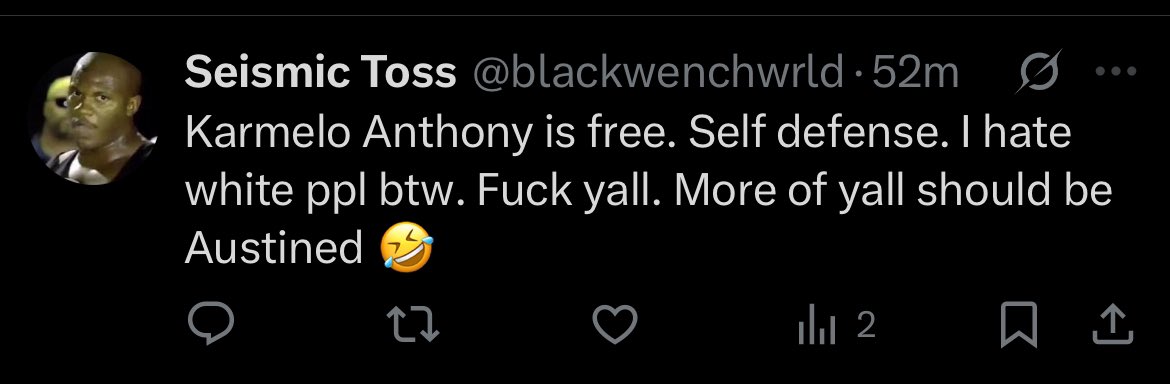 Seismic Toss @blackwenchwrld · 52m
Karmelo Anthony is free. Self defense. I hate
white ppl btw. Fuck yall. More of yall should be
Austined 🤣
2